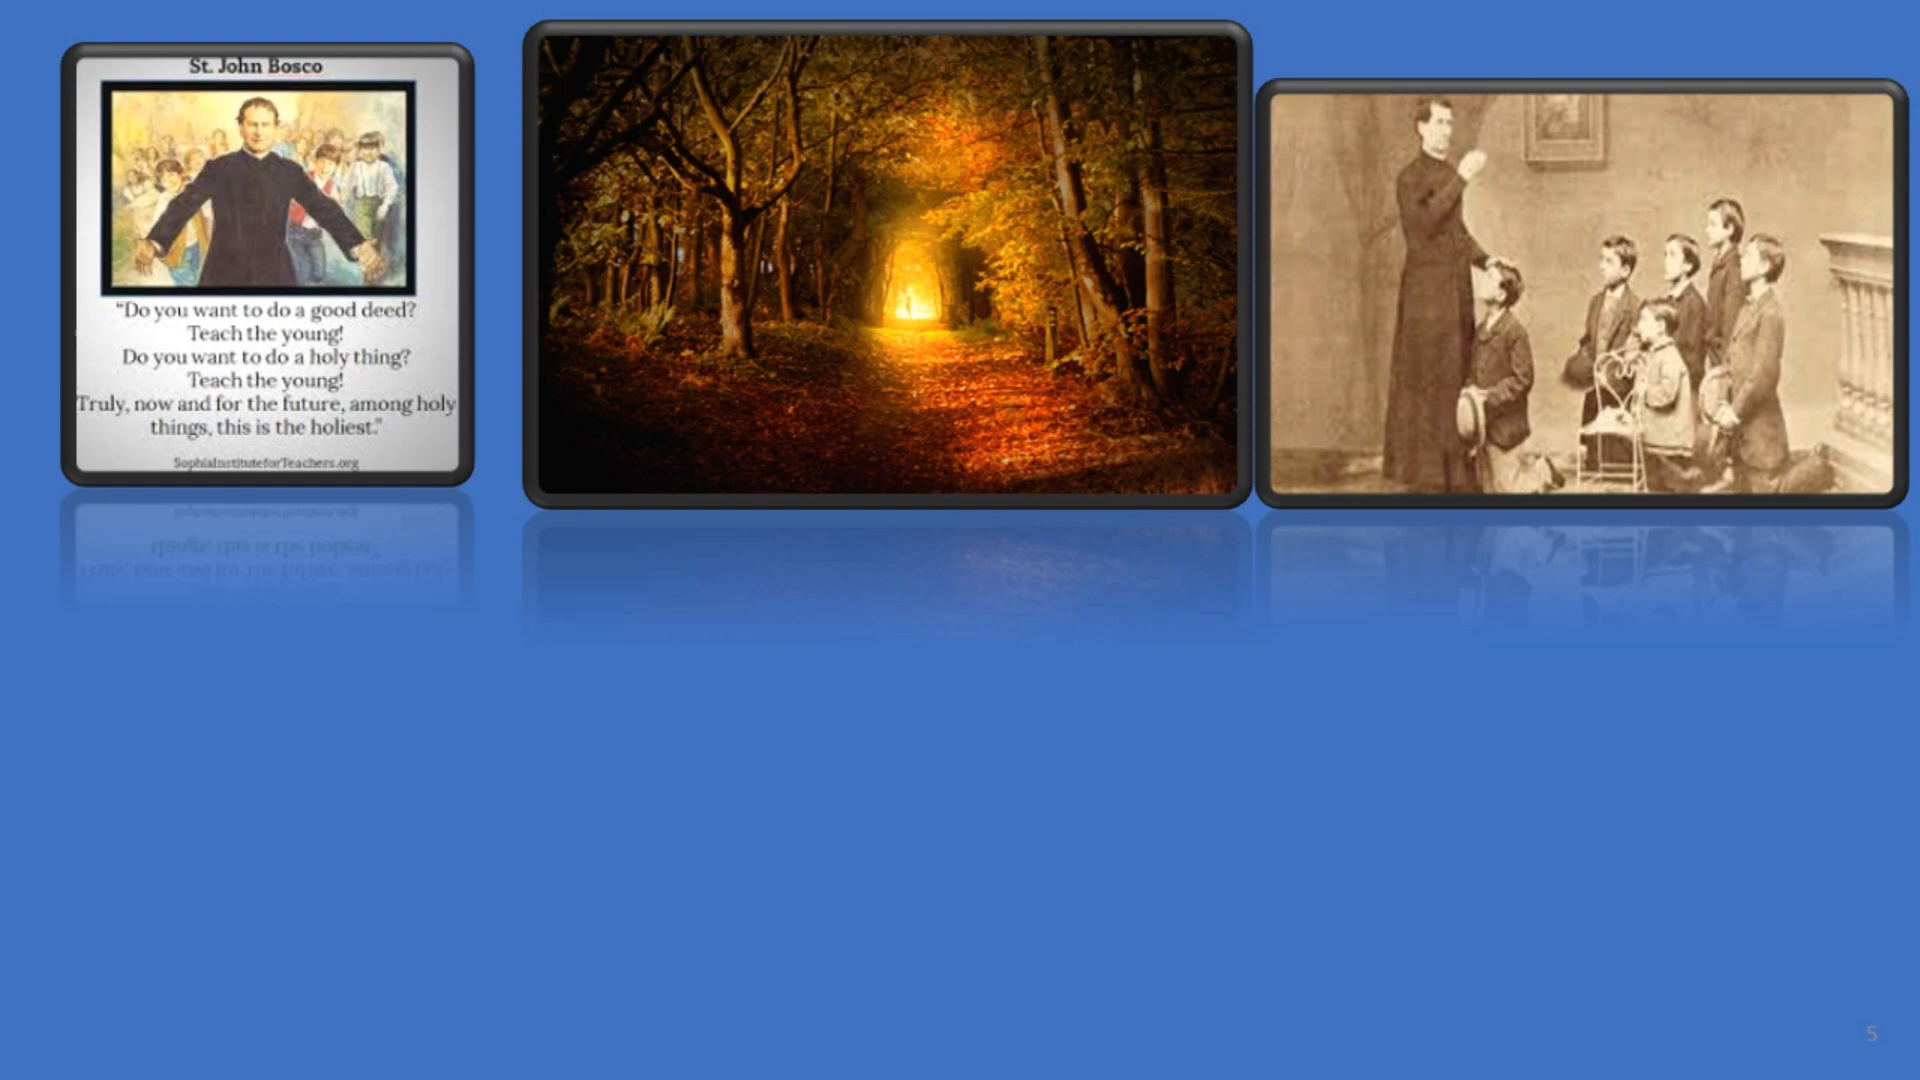 St. John Bosco
“Do you want to do a good deed?
Teach the young!
Do you want to do a holy thing?
Teach the young!
Truly, now and for the future, among holy
things, this is the holiest.”
SophiaInstituteforTeachers.org
5